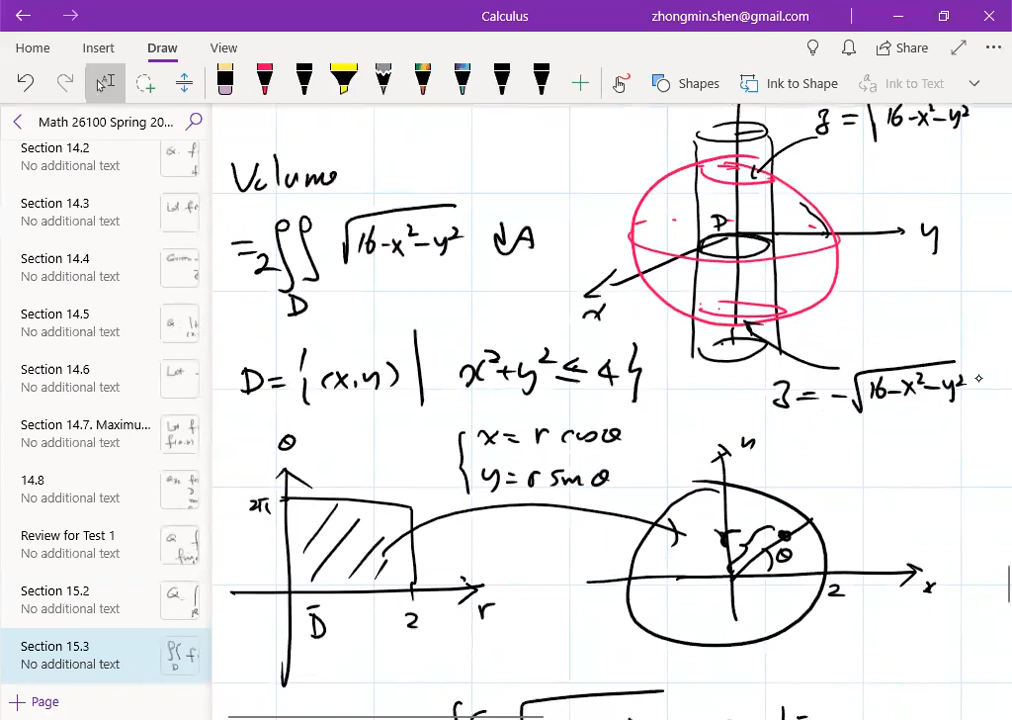 Calculus
zhongmin.shen@gmail.com
Home Insert Draw View
Share
Shapes
Ink to Shape
Ink to Text
Math 26100 Spring 20...
Section 14.2
No additional text
Section 14.3
No additional text
Section 14.4
No additional text
Section 14.5
No additional text
Section 14.6
No additional text
Section 14.7. Maximu...
No additional text
14.8
No additional text
Review for Test 1
No additional text
Section 15.2
No additional text
Section 15.3
No additional text
Page
z = √16-x²-y²
Volume
= 2∬_D √16-x²-y² dA
D
y
x
z = -√16-x²-y²
D = { (x,y) | x²+y² ≤ 4 }
{ x = r cosθ
y = r sinθ
θ
2π
D̄
2
r
y
r
θ
2
x